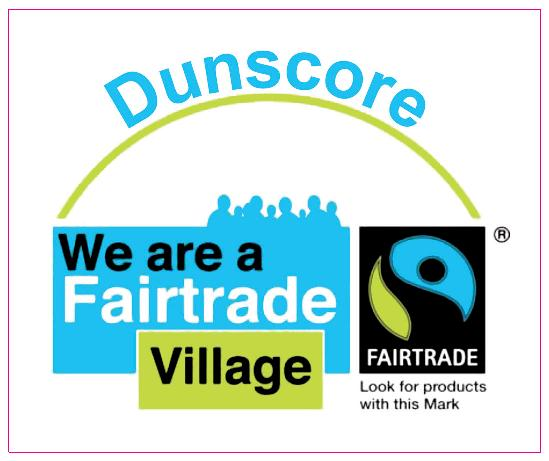 Dunscore
We are a
Fairtrade
Village
®
FAIRTRADE
Look for products
with this Mark